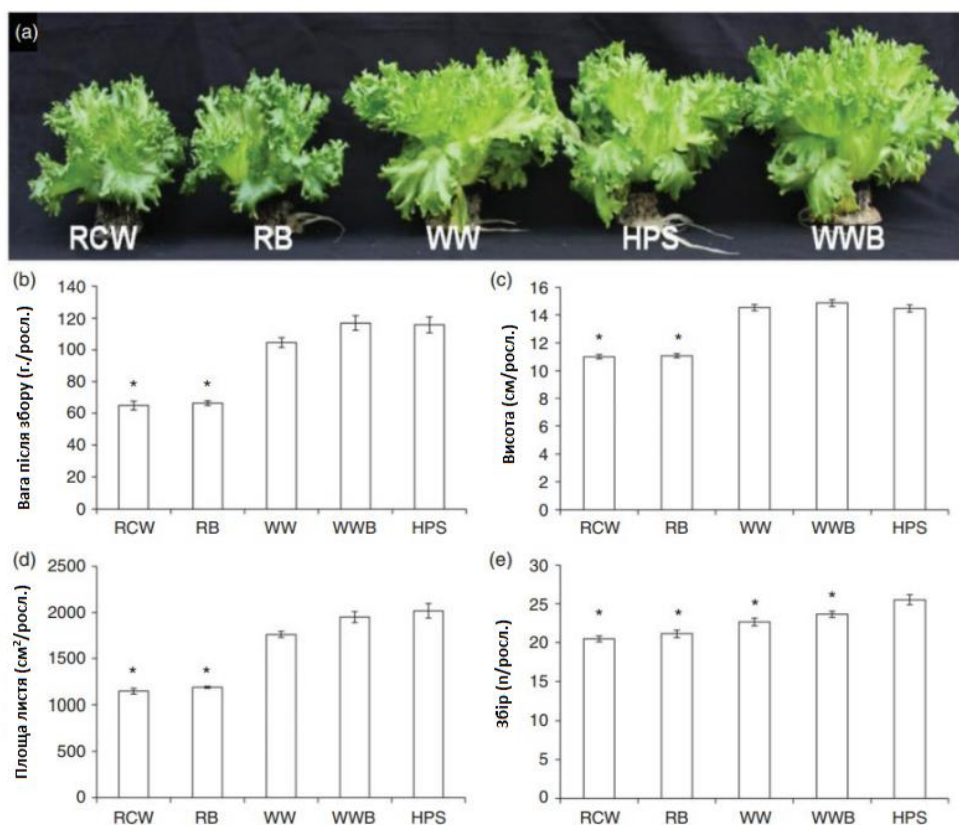 (a)
RCW RB WW HPS WWB
(b)
Вага після збору (г./росл.)
140
120
100
80
60
40
20
0
* *
RCW RB WW WWB HPS
(c)
Висота (см/росл.)
16
14
12
10
8
6
4
2
0
* *
RCW RB WW WWB HPS
(d)
Площа листя (см²/росл.)
2500
2000
1500
1000
500
0
* *
RCW RB WW WWB HPS
(e)
Збір (п/росл.)
30
25
20
15
10
5
0
* * * *
RCW RB WW WWB HPS